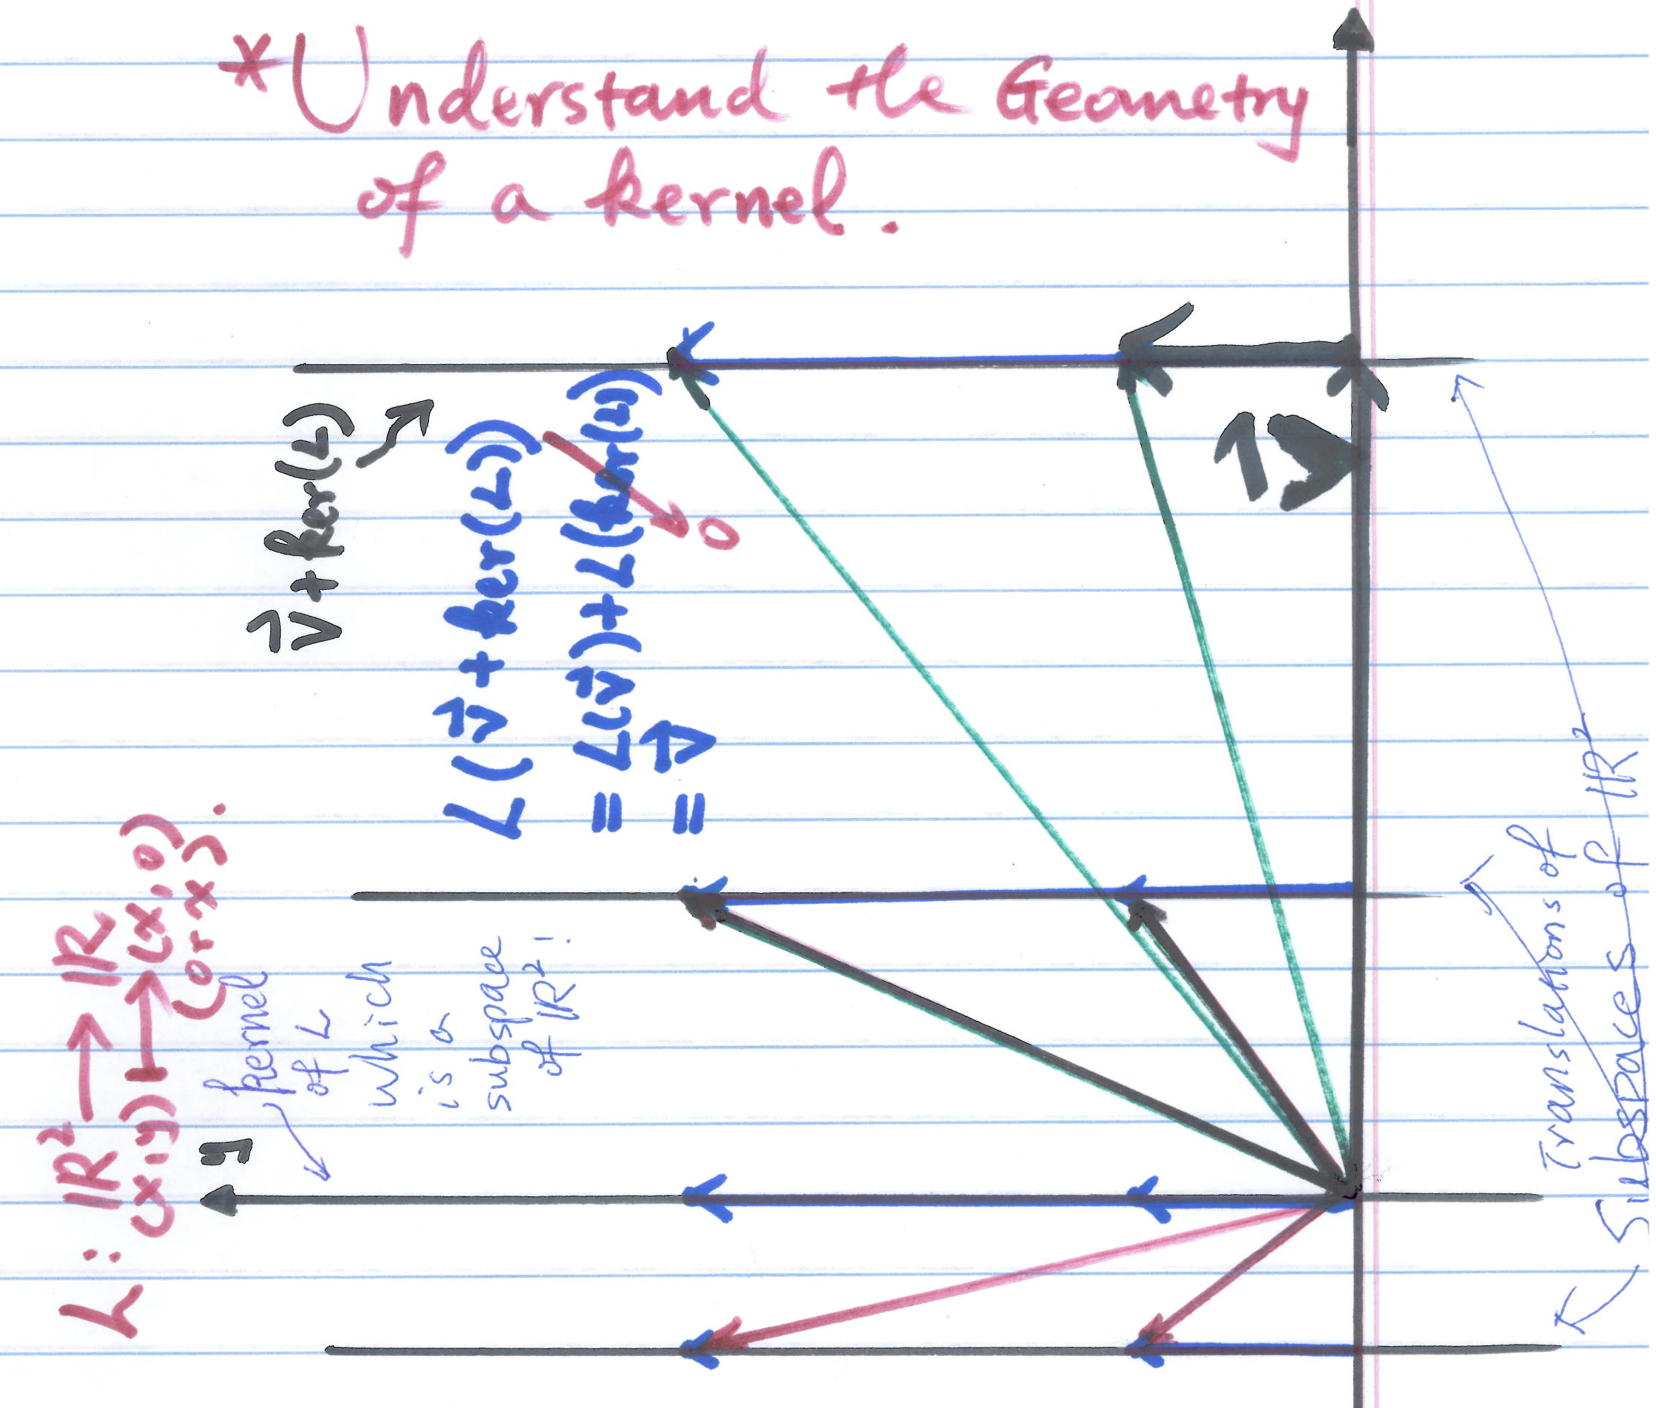 *Understand the Geometry
of a kernel.
L: ℝ² → ℝ
(x,y) ↦ (x,0)
(or x).
y
kernel
of L
which
is a
subspace
of ℝ²!
v⃗ + ker(L)
L(v⃗ + ker(L))
= L(v⃗) + L(ker(L))
0
= v⃗
v⃗
Translations of
Subspaces of ℝ²